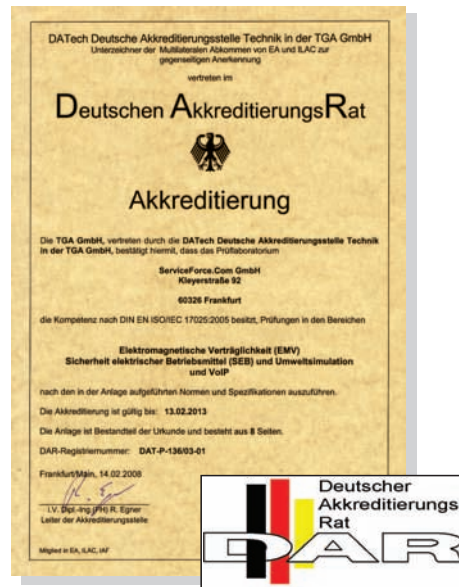 DATech Deutsche Akkreditierungsstelle Technik in der TGA GmbH
Unterzeichner der Multilateralen Abkommen von EA und ILAC zur
gegenseitigen Anerkennung
vertreten im
Deutschen AkkreditierungsRat
Akkreditierung
Die TGA GmbH, vertreten durch die DATech Deutsche Akkreditierungsstelle Technik
in der TGA GmbH, bestätigt hiermit, dass das Prüflaboratorium
ServiceForce.Com GmbH
Kleyerstraße 92
60326 Frankfurt
die Kompetenz nach DIN EN ISO/IEC 17025:2005 besitzt, Prüfungen in den Bereichen
Elektromagnetische Verträglichkeit (EMV)
Sicherheit elektrischer Betriebsmittel (SEB) und Umweltsimulation
und VoIP
nach den in der Anlage aufgeführten Normen und Spezifikationen auszuführen.
Die Akkreditierung ist gültig bis: 13.02.2013
Die Anlage ist Bestandteil der Urkunde und besteht aus 8 Seiten.
DAR-Registriernummer: DAT-P-136/03-01
Frankfurt/Main, 14.02.2008
i.V. Dipl.-Ing.(FH) R. Egner
Leiter der Akkreditierungsstelle
Mitglied in EA, ILAC, IAF
Deutscher
Akkreditierungs
Rat
DAR